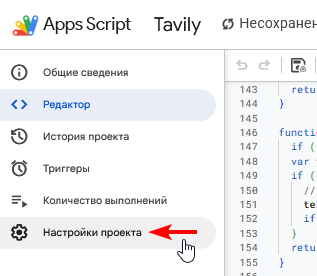 Apps Script Tavily Несохранен
Общие сведения
Редактор
История проекта
Триггеры
Количество выполнений
Настройки проекта
143 retu
144 }
145
146 function
147 if (
148 var
149 if (
150 //
151 te
152 if
153 }
154 retu
155 }